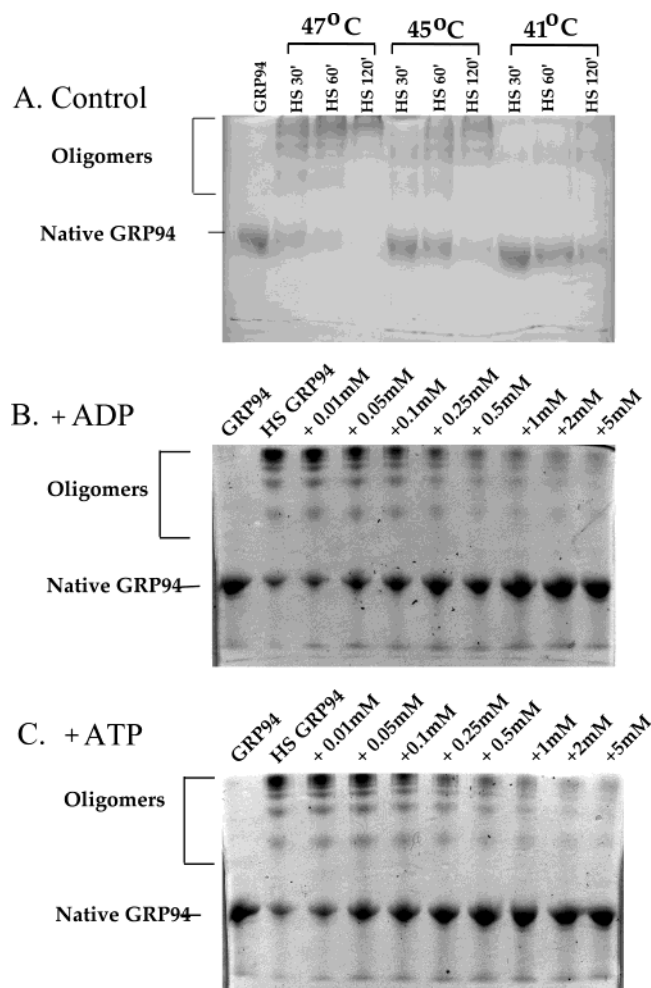 47°C 45°C 41°C
GRP94 HS 30' HS 60' HS 120' HS 30' HS 60' HS 120' HS 30' HS 60' HS 120'
A. Control
Oligomers
Native GRP94
B. + ADP
GRP94 HS GRP94 + 0.01mM + 0.05mM +0.1mM + 0.25mM + 0.5mM +1mM +2mM +5mM
Oligomers
Native GRP94
C. + ATP
GRP94 HS GRP94 + 0.01mM + 0.05mM +0.1mM + 0.25mM + 0.5mM +1mM +2mM +5mM
Oligomers
Native GRP94